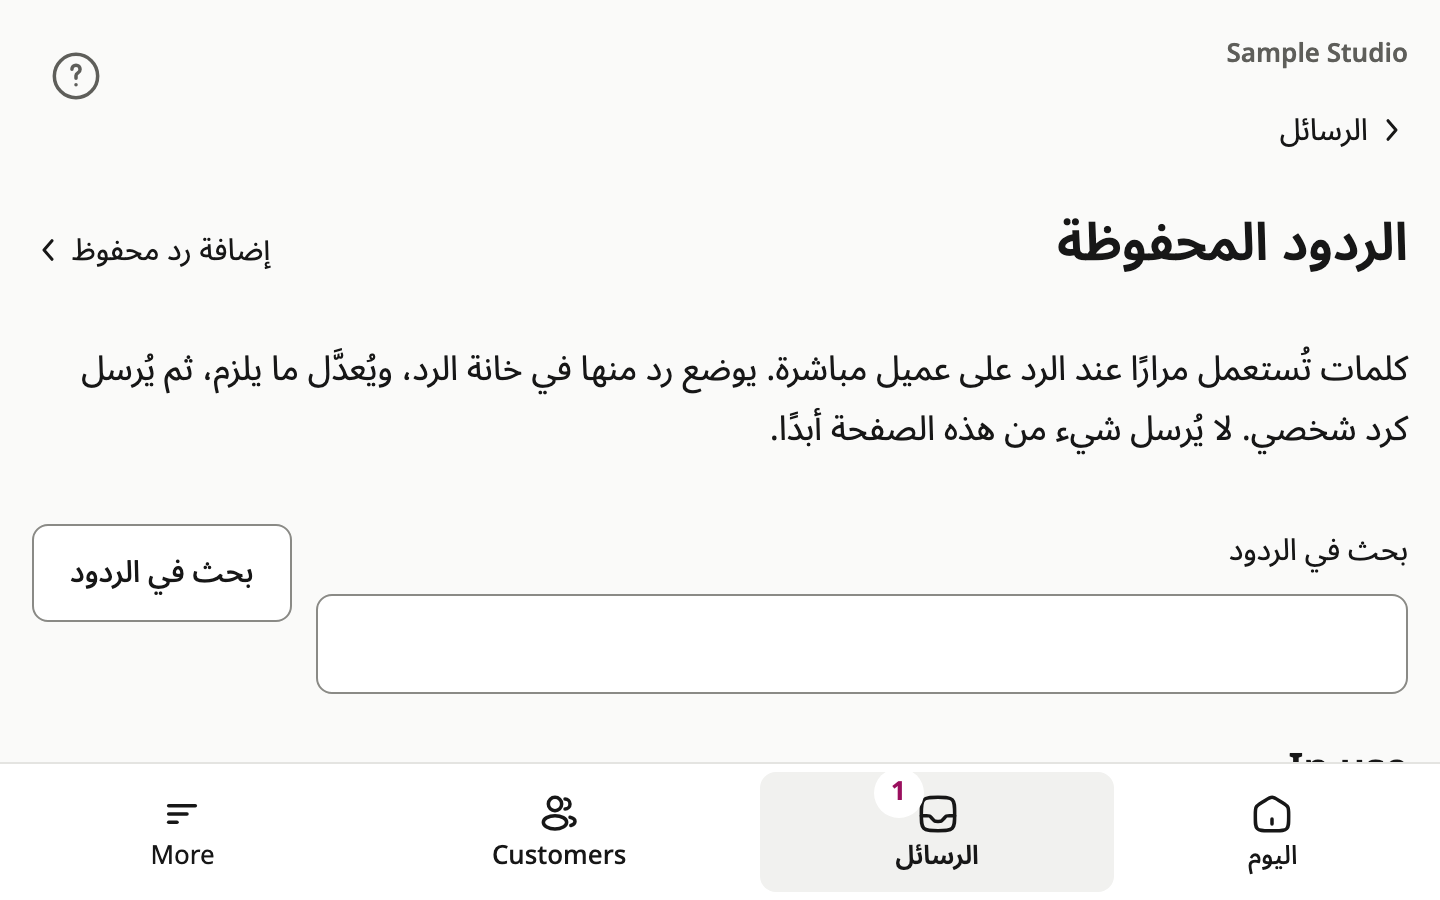 Sample Studio
الرسائل
الردود المحفوظة
إضافة رد محفوظ
كلمات تُستعمل مرارًا عند الرد على عميل مباشرة. يوضع رد منها في خانة الرد، ويُعدَّل ما يلزم، ثم يُرسل
كرد شخصي. لا يُرسل شيء من هذه الصفحة أبدًا.
بحث في الردود
بحث في الردود
In use
اليوم
1
الرسائل
Customers
More